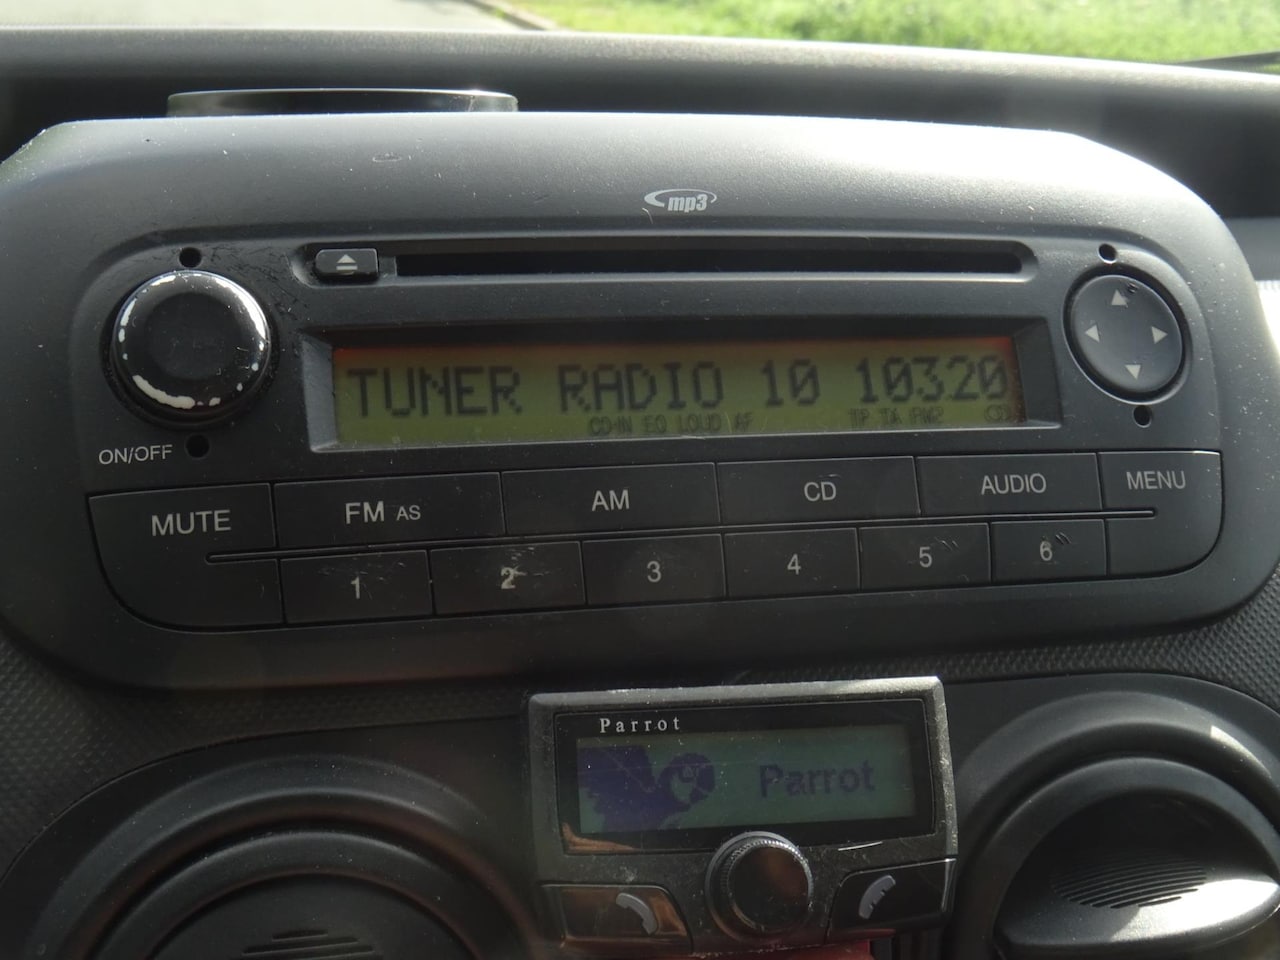 mp3
TUNER RADIO 10 10320
CD-IN EQ LOUD AF TP TA
ON/OFF
MUTE FM AS AM CD AUDIO MENU
1 2 3 4 5 6
Parrot
Parrot